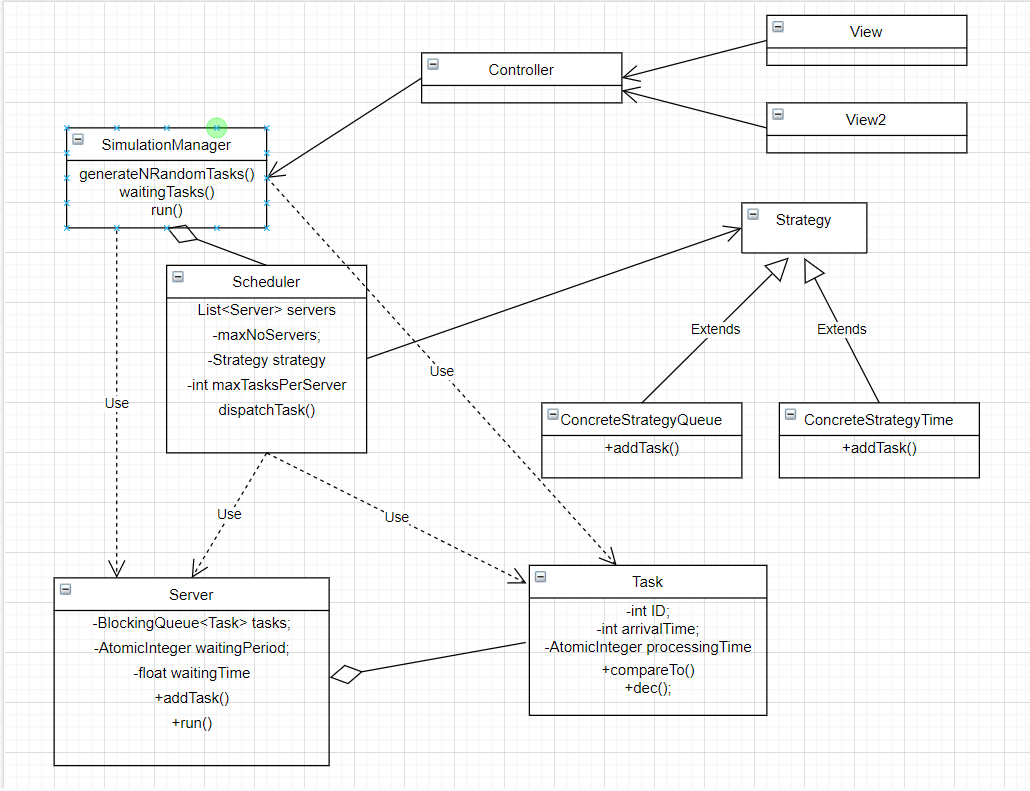 View
Controller
View2
SimulationManager
generateNRandomTasks()
waitingTasks()
run()
Strategy
Scheduler
List<Server> servers
-maxNoServers;
-Strategy strategy
-int maxTasksPerServer
dispatchTask()
Extends
Extends
Use
Use
ConcreteStrategyQueue
+addTask()
ConcreteStrategyTime
+addTask()
Use
Use
Server
-BlockingQueue<Task> tasks;
-AtomicInteger waitingPeriod;
-float waitingTime
+addTask()
+run()
Task
-int ID;
-int arrivalTime;
-AtomicInteger processingTime
+compareTo()
+dec();